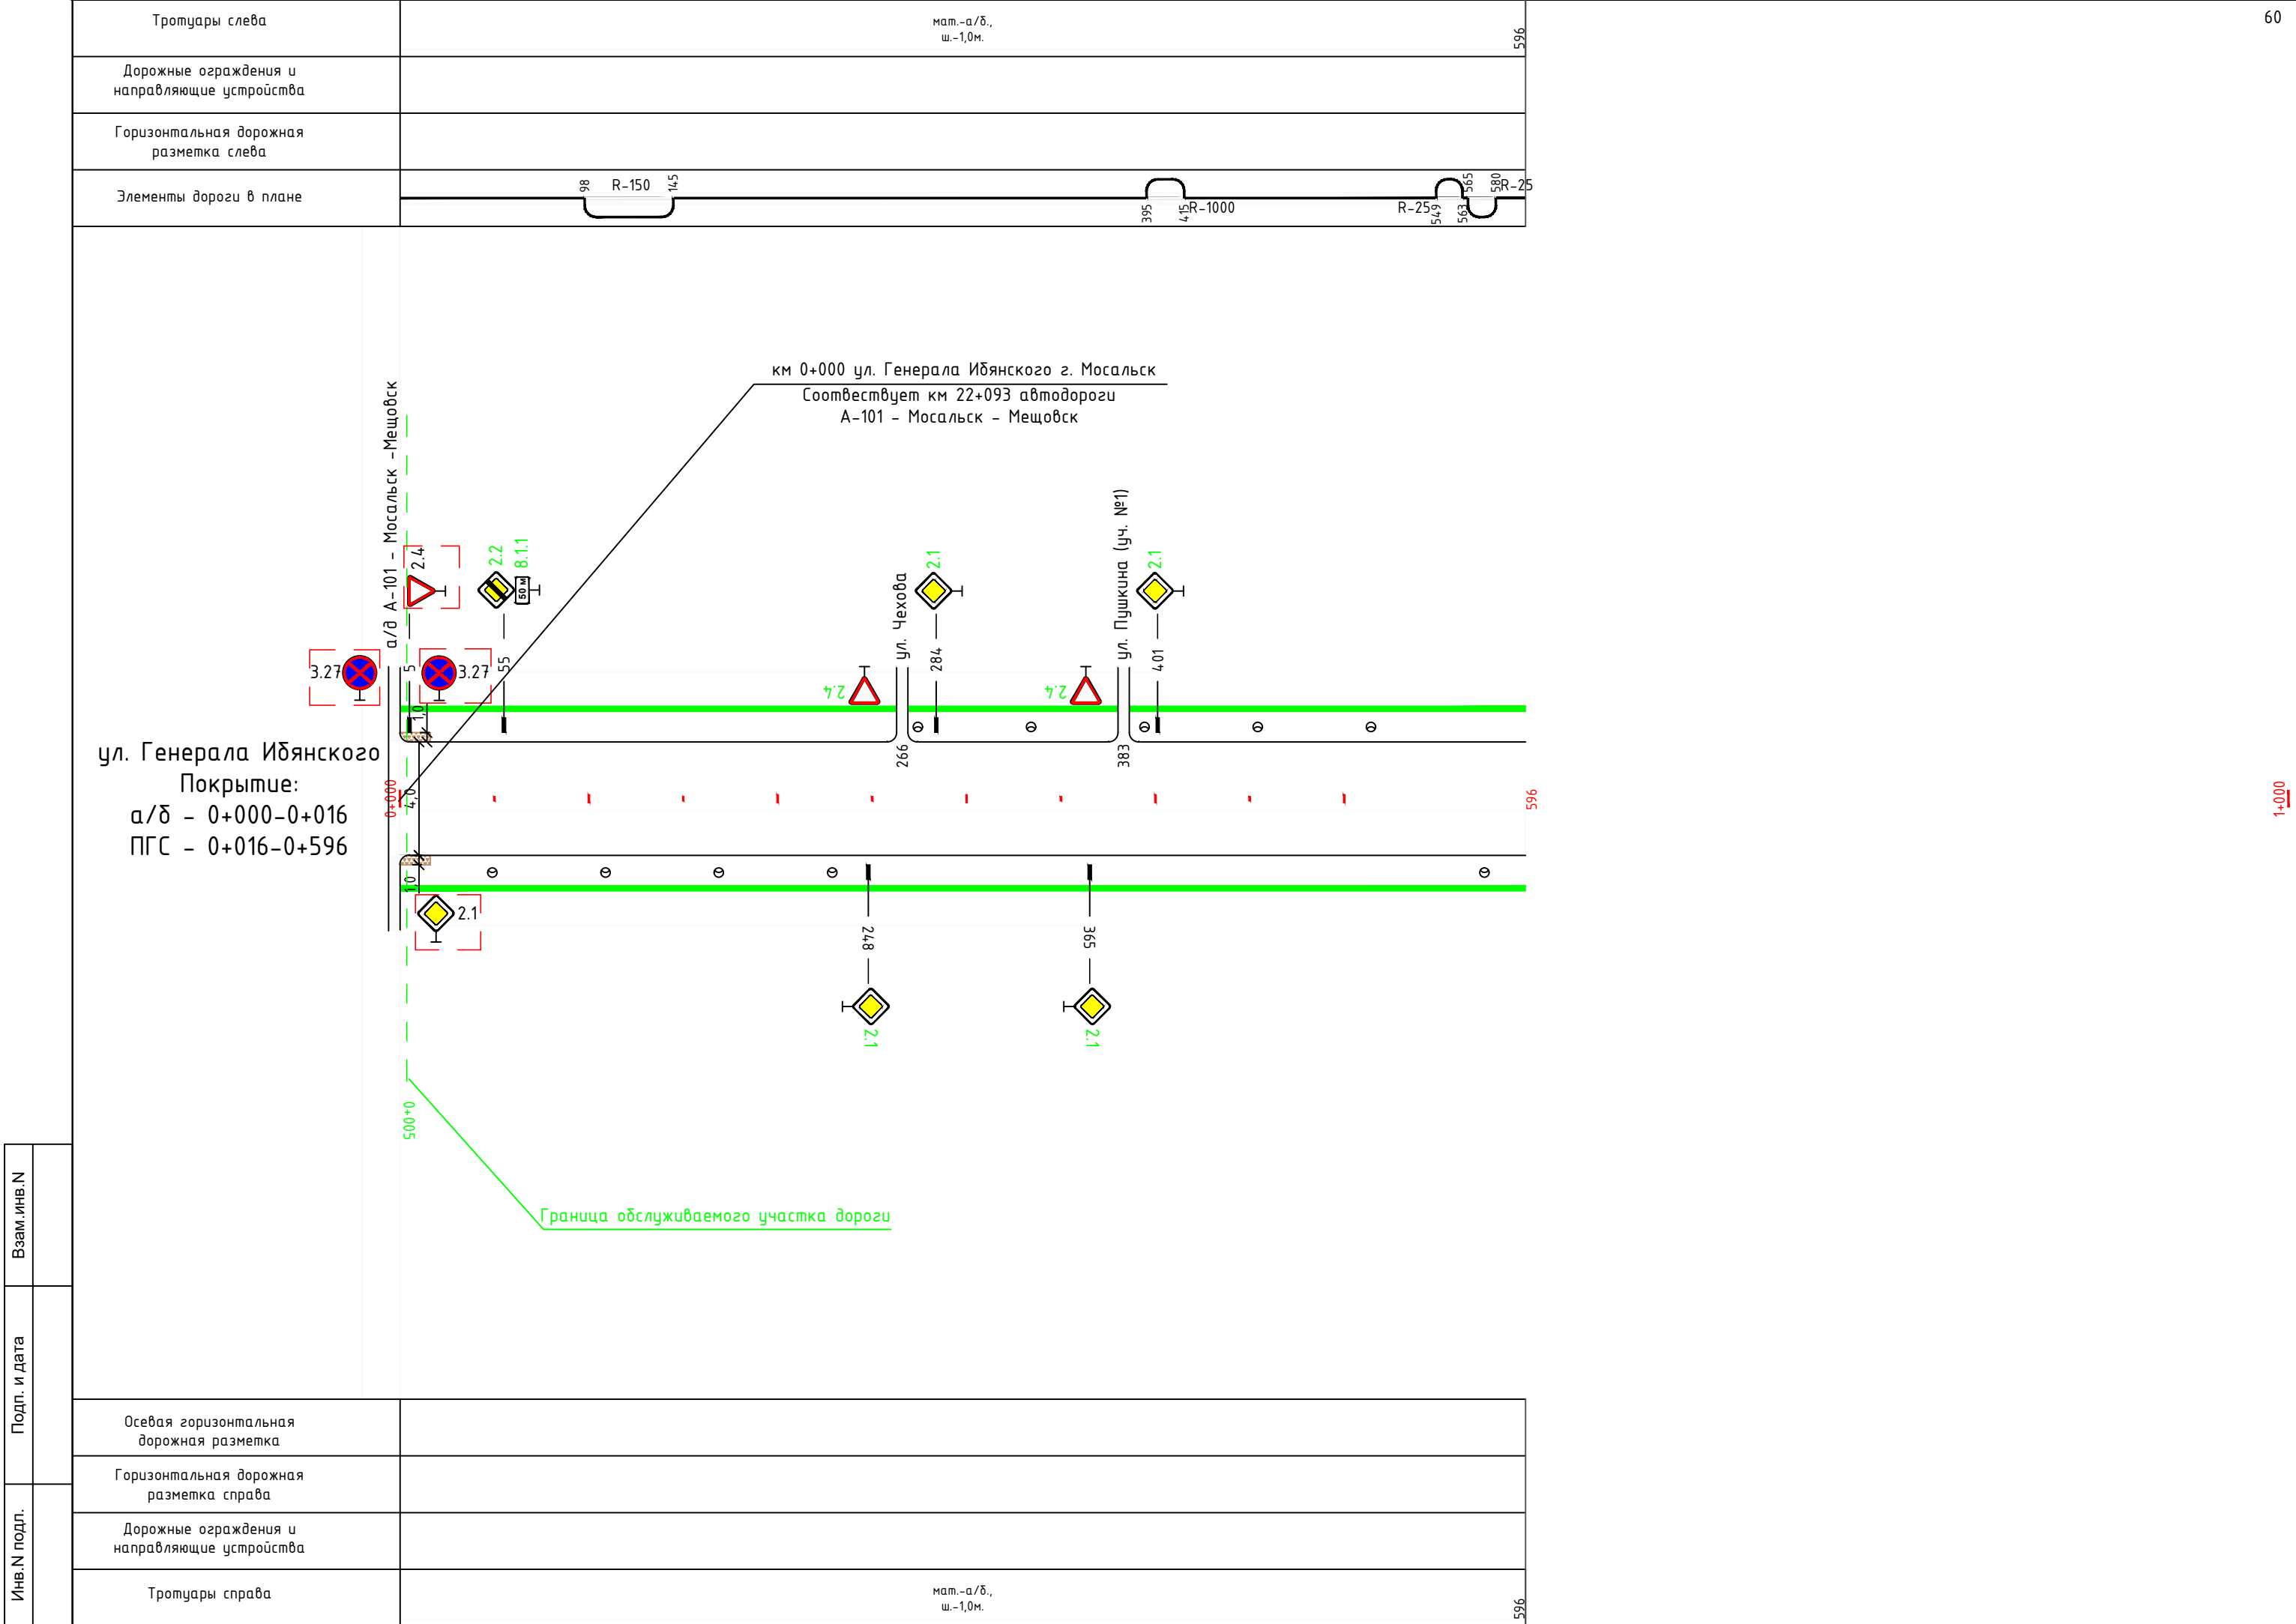 60
Тротуары слева
мат.-а/б.,
ш.-1,0м.
596
Дорожные ограждения и
направляющие устройства
Горизонтальная дорожная
разметка слева
Элементы дороги в плане
98
R-150
145
395
415
R-1000
R-25
549
563
565
580
R-25
км 0+000 ул. Генерала Ибянского г. Мосальск
Соотвествует км 22+093 автодороги
А-101 - Мосальск - Мещовск
а/д А-101 - Мосальск -Мещовск
2.4
2.2
8.1.1
50 м
2.1
2.1
ул. Чехова
ул. Пушкина (уч. №1)
3.27
5
3.27
55
284
401
2.4
2.4
1,0
266
383
ул. Генерала Ибянского
Покрытие:
а/б - 0+000-0+016
ПГС - 0+016-0+596
0+000
4,0
596
1+000
1,0
2.1
248
365
2.1
2.1
0+005
Граница обслуживаемого участка дороги
Взам.инв.N
Подп. и дата
Инв.N подл.
Осевая горизонтальная
дорожная разметка
Горизонтальная дорожная
разметка справа
Дорожные ограждения и
направляющие устройства
Тротуары справа
мат.-а/б.,
ш.-1,0м.
596